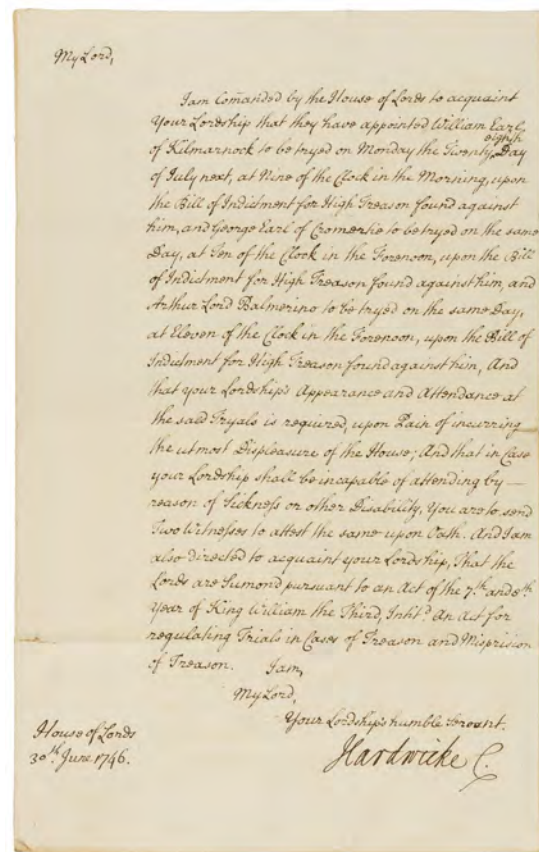 My Lord,
I am Com̃anded by the House of Lords to acquaint
Your Lordship that they have appointed William Earl
of Kilmarnock to be tryed on Monday the Twenty eighth Day
of July next, at Nine of the Clock in the Morning, upon
the Bill of Indictment for High Treason found against
him, and George Earl of Cromertie to be tryed on the same
Day, at Ten of the Clock in the Forenoon, upon the Bill
of Indictment for High Treason found against him, and
Arthur Lord Balmerino to be tryed on the same Day,
at Eleven of the Clock in the Forenoon, upon the Bill of
Indictment for High Treason found against him, And
that your Lordship's Appearance and Attendance at
the said Tryals is required, upon Pain of incurring
the utmost Displeasure of the House; And that in Case
your Lordship shall be incapable of attending by —
reason of Sickness or other Disability, You are to send
Two Witnesses to attest the same upon Oath. And I am
also directed to acquaint your Lordship, That the
Lords are Sumond pursuant to an Act of the 7.th and 8th.
Year of King William the Third, Intit.d An Act for
regulating Trials in Cases of Treason and Misprision
of Treason. I am,
My Lord,
Your Lordship's humble Servant.
House of Lords
30.th June 1746.
Hardwicke C.